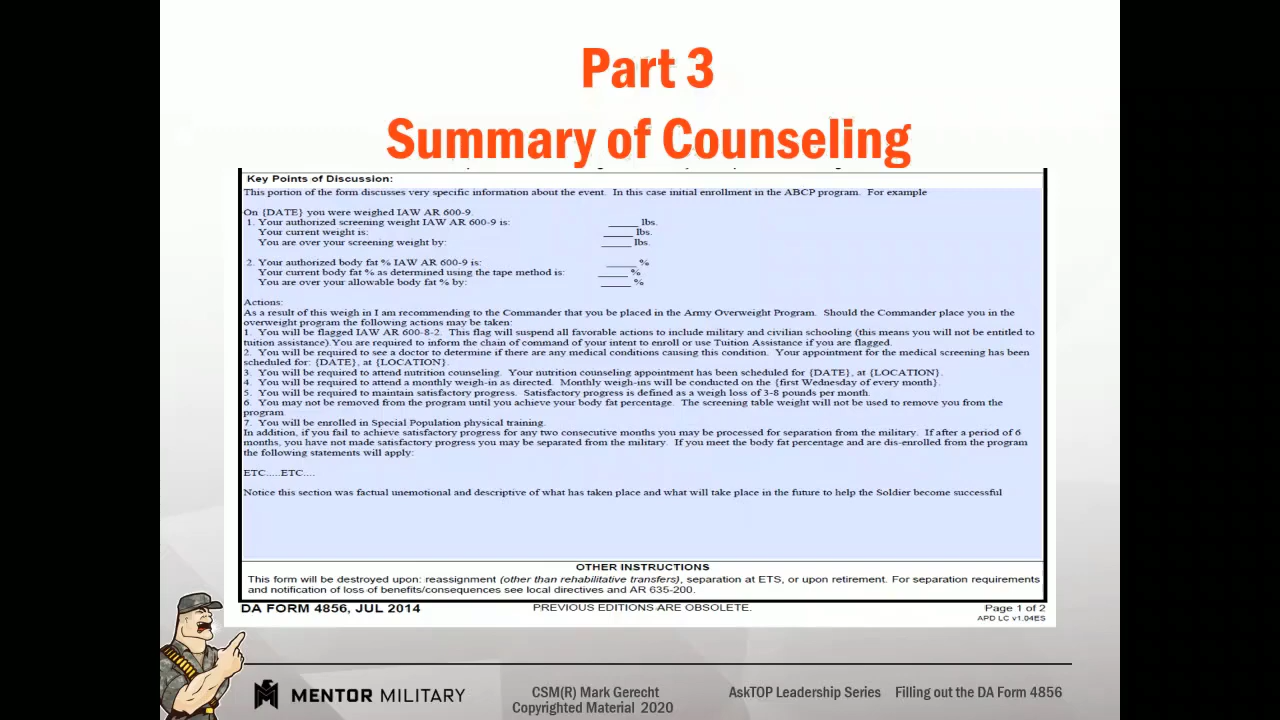 Part 3
Summary of Counseling
Key Points of Discussion:
This portion of the form discusses very specific information about the event. In this case initial enrollment in the ABCP program. For example
On {DATE} you were weighed IAW AR 600-9.
1. Your authorized screening weight IAW AR 600-9 is: _____ lbs.
Your current weight is: _____ lbs.
You are over your screening weight by: _____ lbs.
2. Your authorized body fat % IAW AR 600-9 is: _____ %
Your current body fat % as determined using the tape method is: _____ %
You are over your allowable body fat % by: _____ %
Actions:
As a result of this weigh in I am recommending to the Commander that you be placed in the Army Overweight Program. Should the Commander place you in the
overweight program the following actions may be taken:
1. You will be flagged IAW AR 600-8-2. This flag will suspend all favorable actions to include military and civilian schooling (this means you will not be entitled to
tuition assistance).You are required to inform the chain of command of your intent to enroll or use Tuition Assistance if you are flagged.
2. You will be required to see a doctor to determine if there are any medical conditions causing this condition. Your appointment for the medical screening has been
scheduled for: {DATE}, at {LOCATION}.
3. You will be required to attend nutrition counseling. Your nutrition counseling appointment has been scheduled for {DATE}, at {LOCATION}.
4. You will be required to attend a monthly weigh-in as directed. Monthly weigh-ins will be conducted on the {first Wednesday of every month}.
5. You will be required to maintain satisfactory progress. Satisfactory progress is defined as a weigh loss of 3-8 pounds per month.
6. You may not be removed from the program until you achieve your body fat percentage. The screening table weight will not be used to remove you from the
program.
7. You will be enrolled in Special Population physical training.
In addition, if you fail to achieve satisfactory progress for any two consecutive months you may be processed for separation from the military. If after a period of 6
months, you have not made satisfactory progress you may be separated from the military. If you meet the body fat percentage and are dis-enrolled from the program
the following statements will apply:
ETC.....ETC....
Notice this section was factual unemotional and descriptive of what has taken place and what will take place in the future to help the Soldier become successful
OTHER INSTRUCTIONS
This form will be destroyed upon: reassignment (other than rehabilitative transfers), separation at ETS, or upon retirement. For separation requirements
and notification of loss of benefits/consequences see local directives and AR 635-200.
DA FORM 4856, JUL 2014 PREVIOUS EDITIONS ARE OBSOLETE. Page 1 of 2
APD LC v1.04ES
MENTOR MILITARY
CSM(R) Mark Gerecht
Copyrighted Material 2020
AskTOP Leadership Series Filling out the DA Form 4856